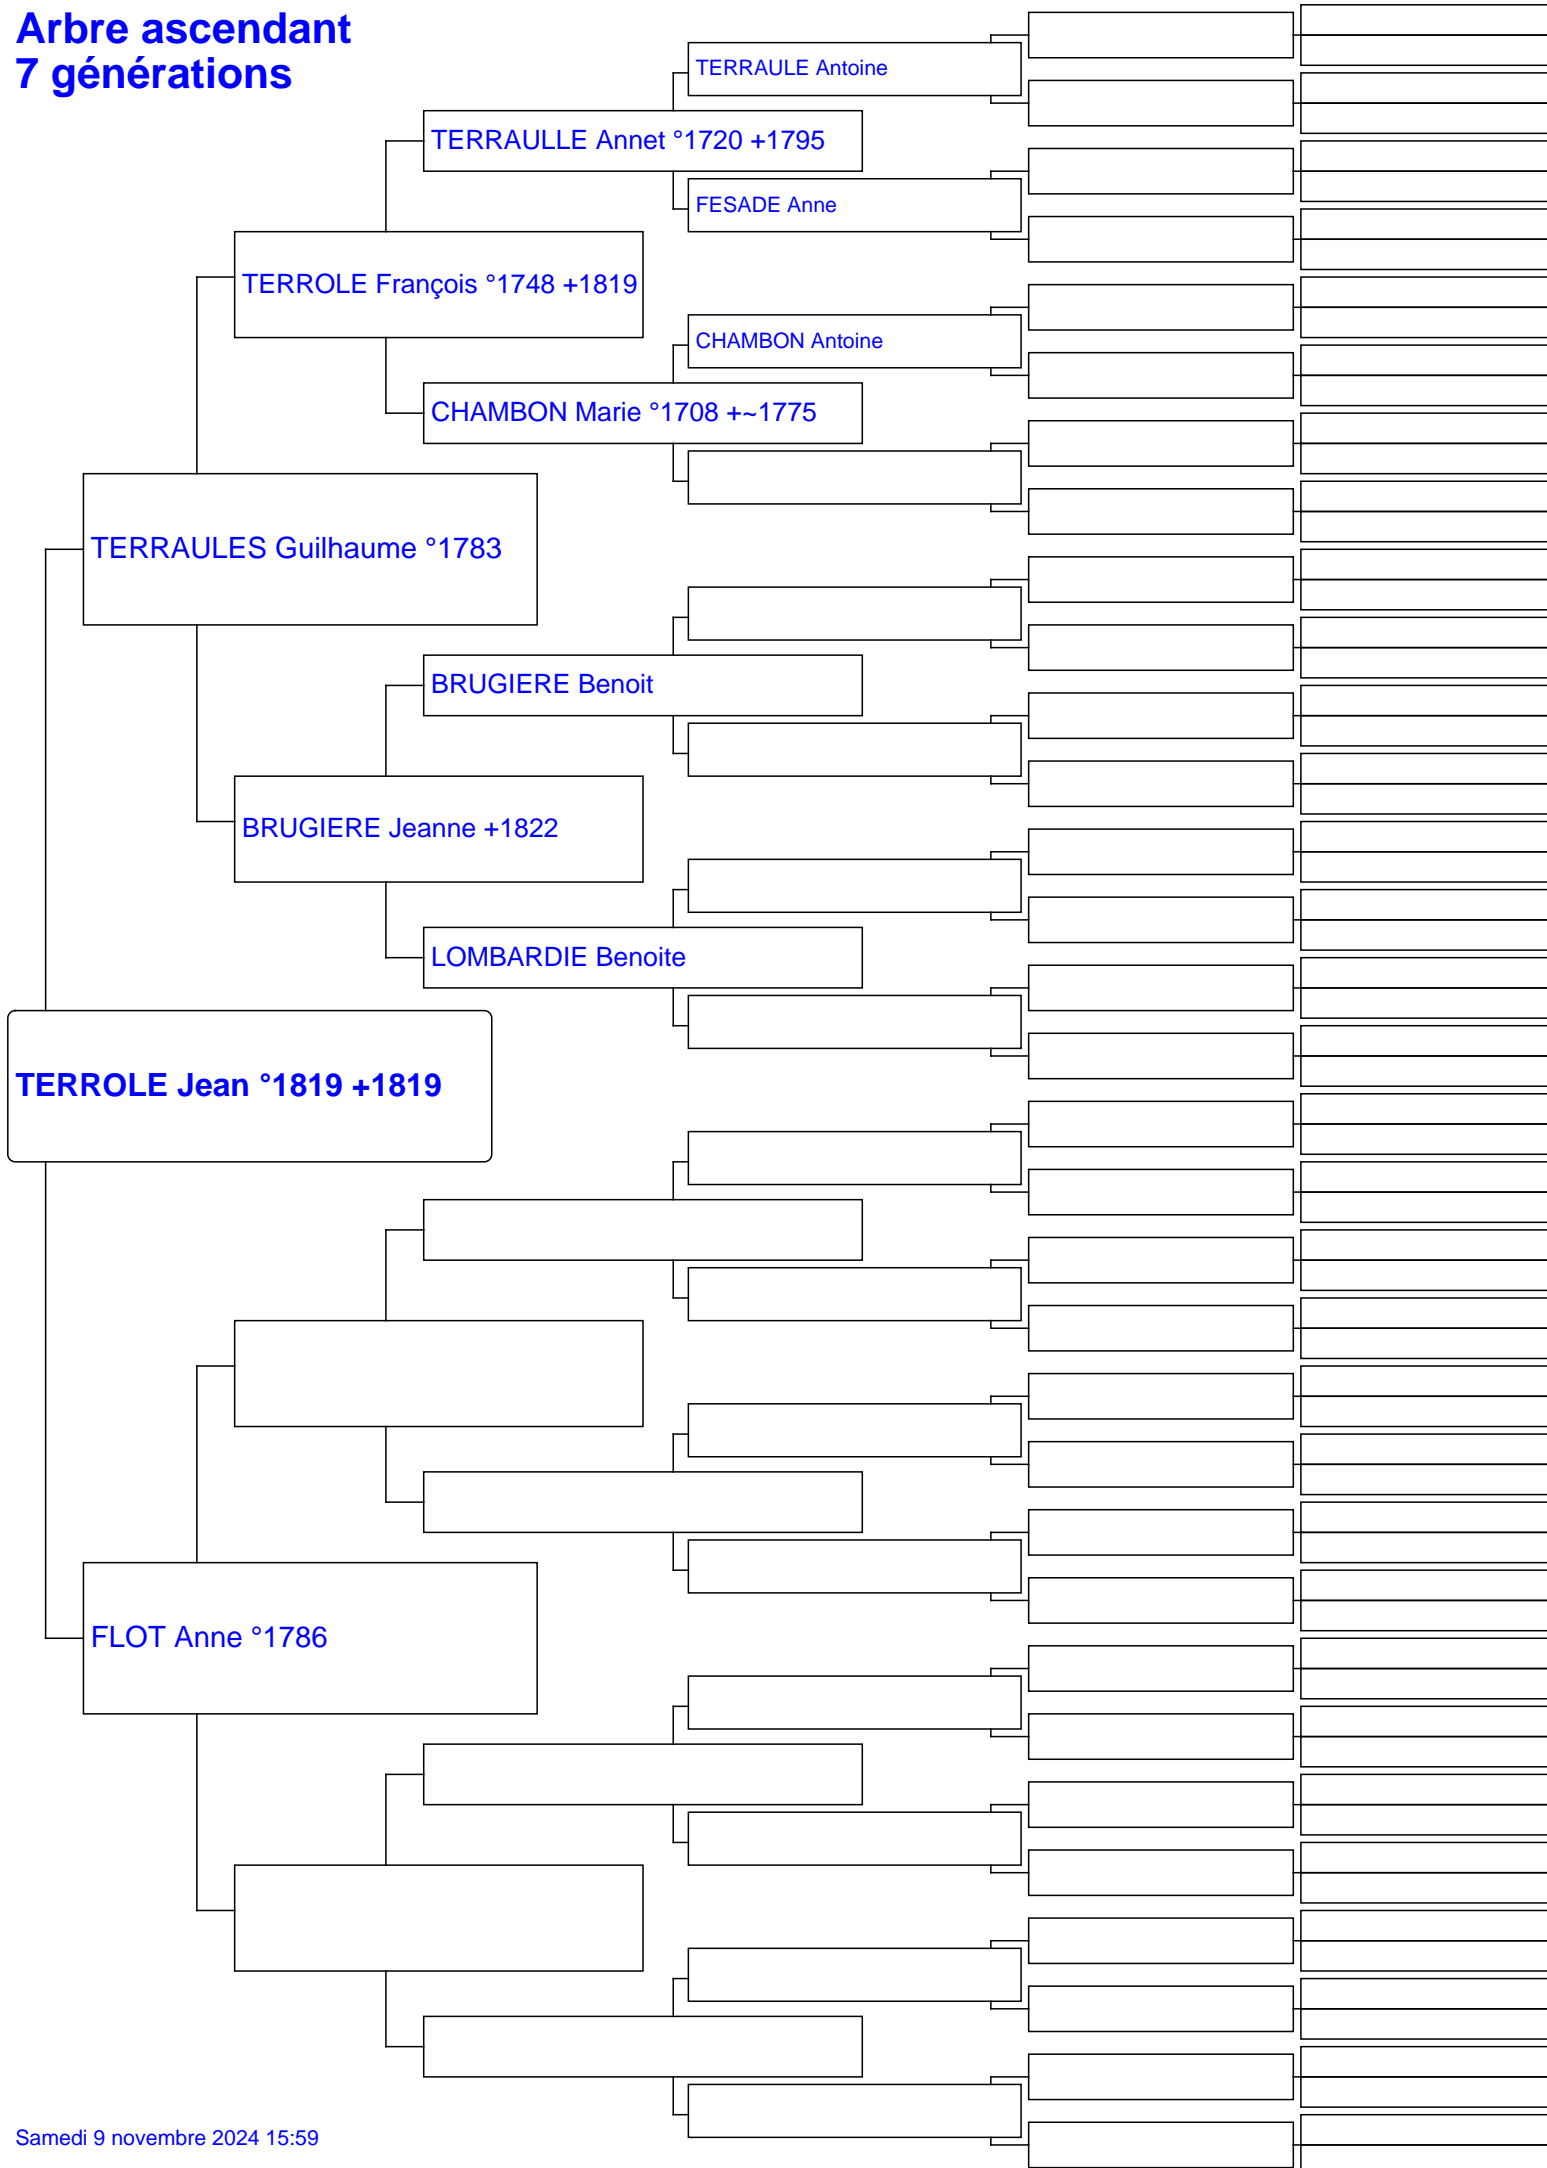 Arbre ascendant
7 générations
TERRAULE Antoine
TERRAULLE Annet °1720 +1795
FESADE Anne
TERROLE François °1748 +1819
CHAMBON Antoine
CHAMBON Marie °1708 +~1775
TERRAULES Guilhaume °1783
BRUGIERE Benoit
BRUGIERE Jeanne +1822
LOMBARDIE Benoite
TERROLE Jean °1819 +1819
FLOT Anne °1786
Samedi 9 novembre 2024 15:59